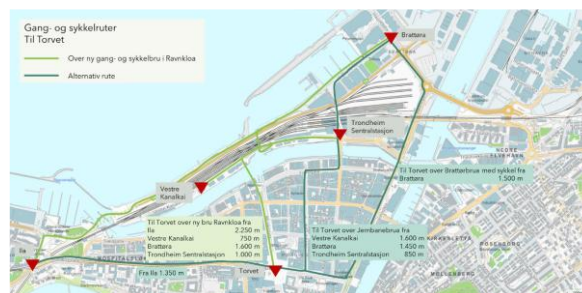 Gang- og sykkelruter
Til Torvet
Over ny gang- og sykkelbru i Ravnkloa
Alternativ rute
Brattøra
Trondheim
Sentralstasjon
Vestre
Kanalkai
Til Torvet over Brattørbrua med sykkel fra
Brattøra 1.500 m
NEDRE
Til Torvet over ny bru Ravnkloa fra
Ila 2.250 m
Vestre Kanalkai 750 m
Brattøra 1.600 m
Trondheim Sentralstasjon 1.000 m
Til Torvet over Jernbanebrua fra
Vestre Kanalkai 1.600 m
Brattøra 1.450 m
Trondheim Sentralstasjon 850 m
Ila
Fra Ila 1.350 m
Torvet
ROSENBORG
MØLLENBERG